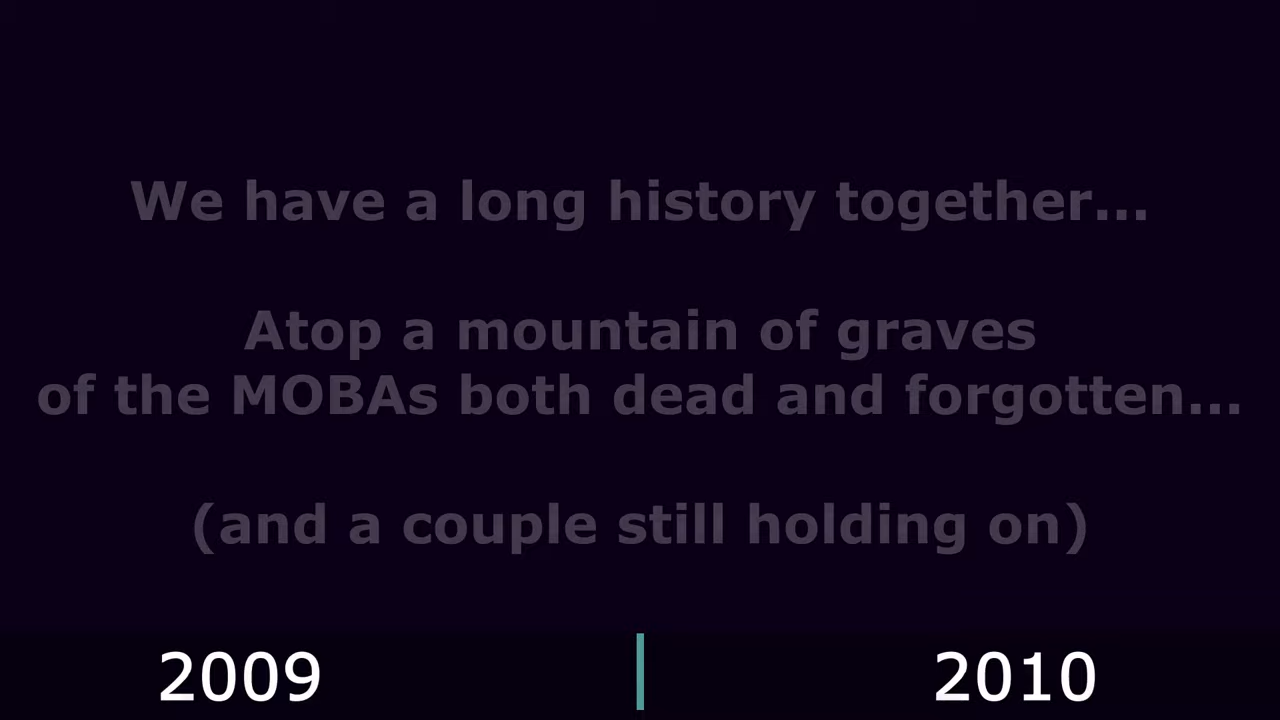 We have a long history together...
Atop a mountain of graves
of the MOBAs both dead and forgotten...
(and a couple still holding on)
2009
2010